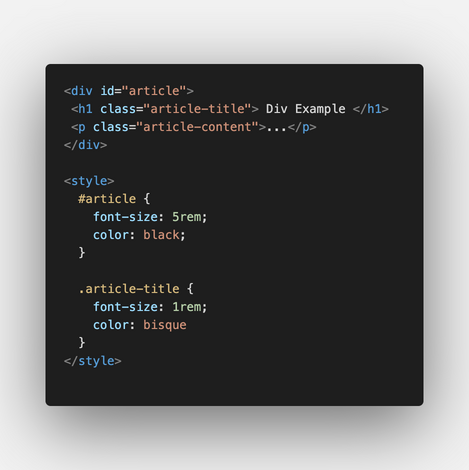 <div id="article">
 <h1 class="article-title"> Div Example </h1>
 <p class="article-content">...</p>
</div>

<style>
  #article {
    font-size: 5rem;
    color: black;
  }

  .article-title {
    font-size: 1rem;
    color: bisque
  }
</style>